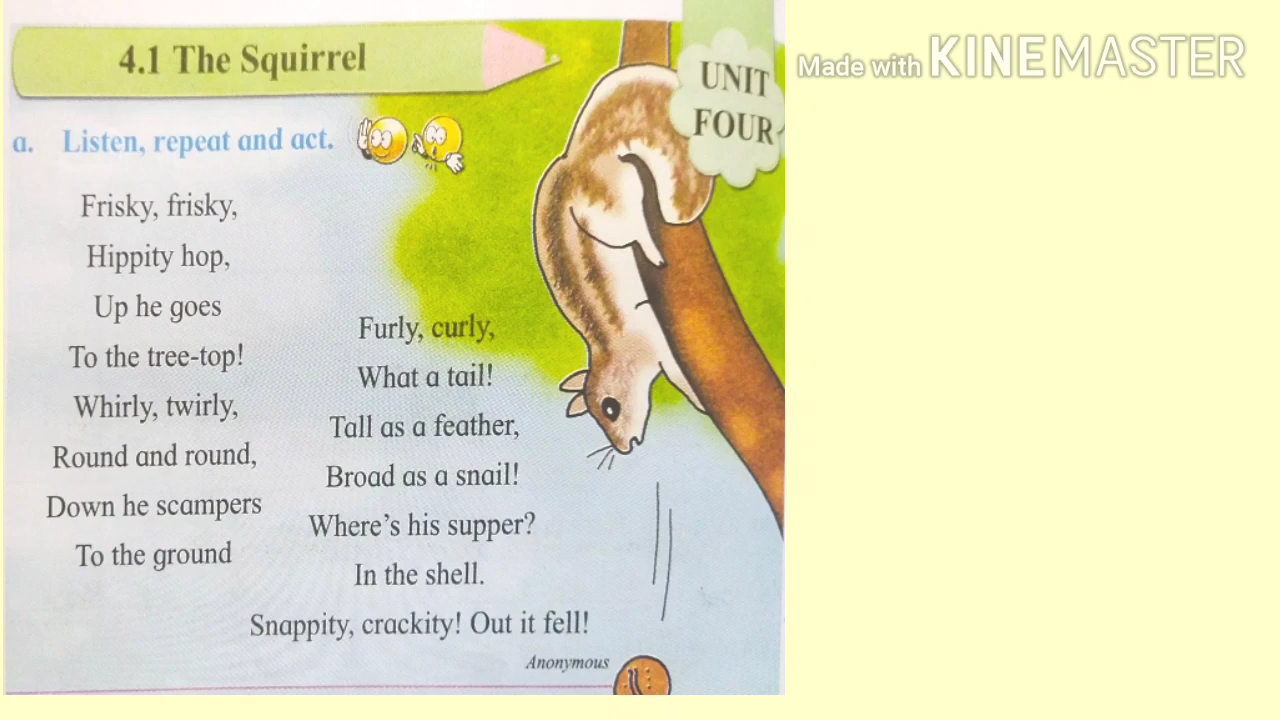 4.1 The Squirrel
UNIT
FOUR
Made with KINEMASTER
a. Listen, repeat and act.
Frisky, frisky,
Hippity hop,
Up he goes
To the tree-top!
Whirly, twirly,
Round and round,
Down he scampers
To the ground
Furly, curly,
What a tail!
Tall as a feather,
Broad as a snail!
Where's his supper?
In the shell.
Snappity, crackity! Out it fell!
Anonymous